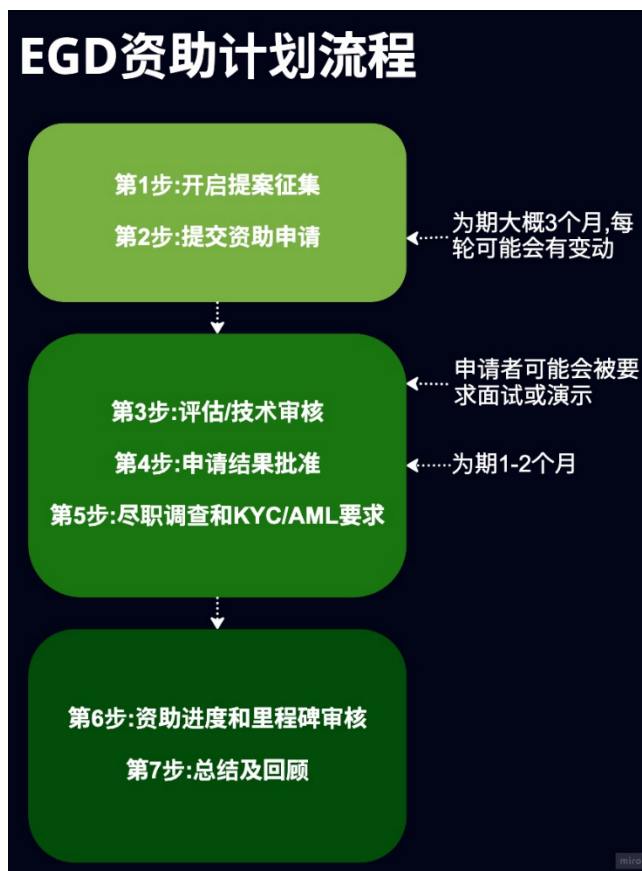 EGD资助计划流程
第1步:开启提案征集
第2步:提交资助申请
为期大概3个月,每
轮可能会有变动
申请者可能会被要
求面试或演示
第3步:评估/技术审核
第4步:申请结果批准
为期1-2个月
第5步:尽职调查和KYC/AML要求
第6步:资助进度和里程碑审核
第7步:总结及回顾
miro